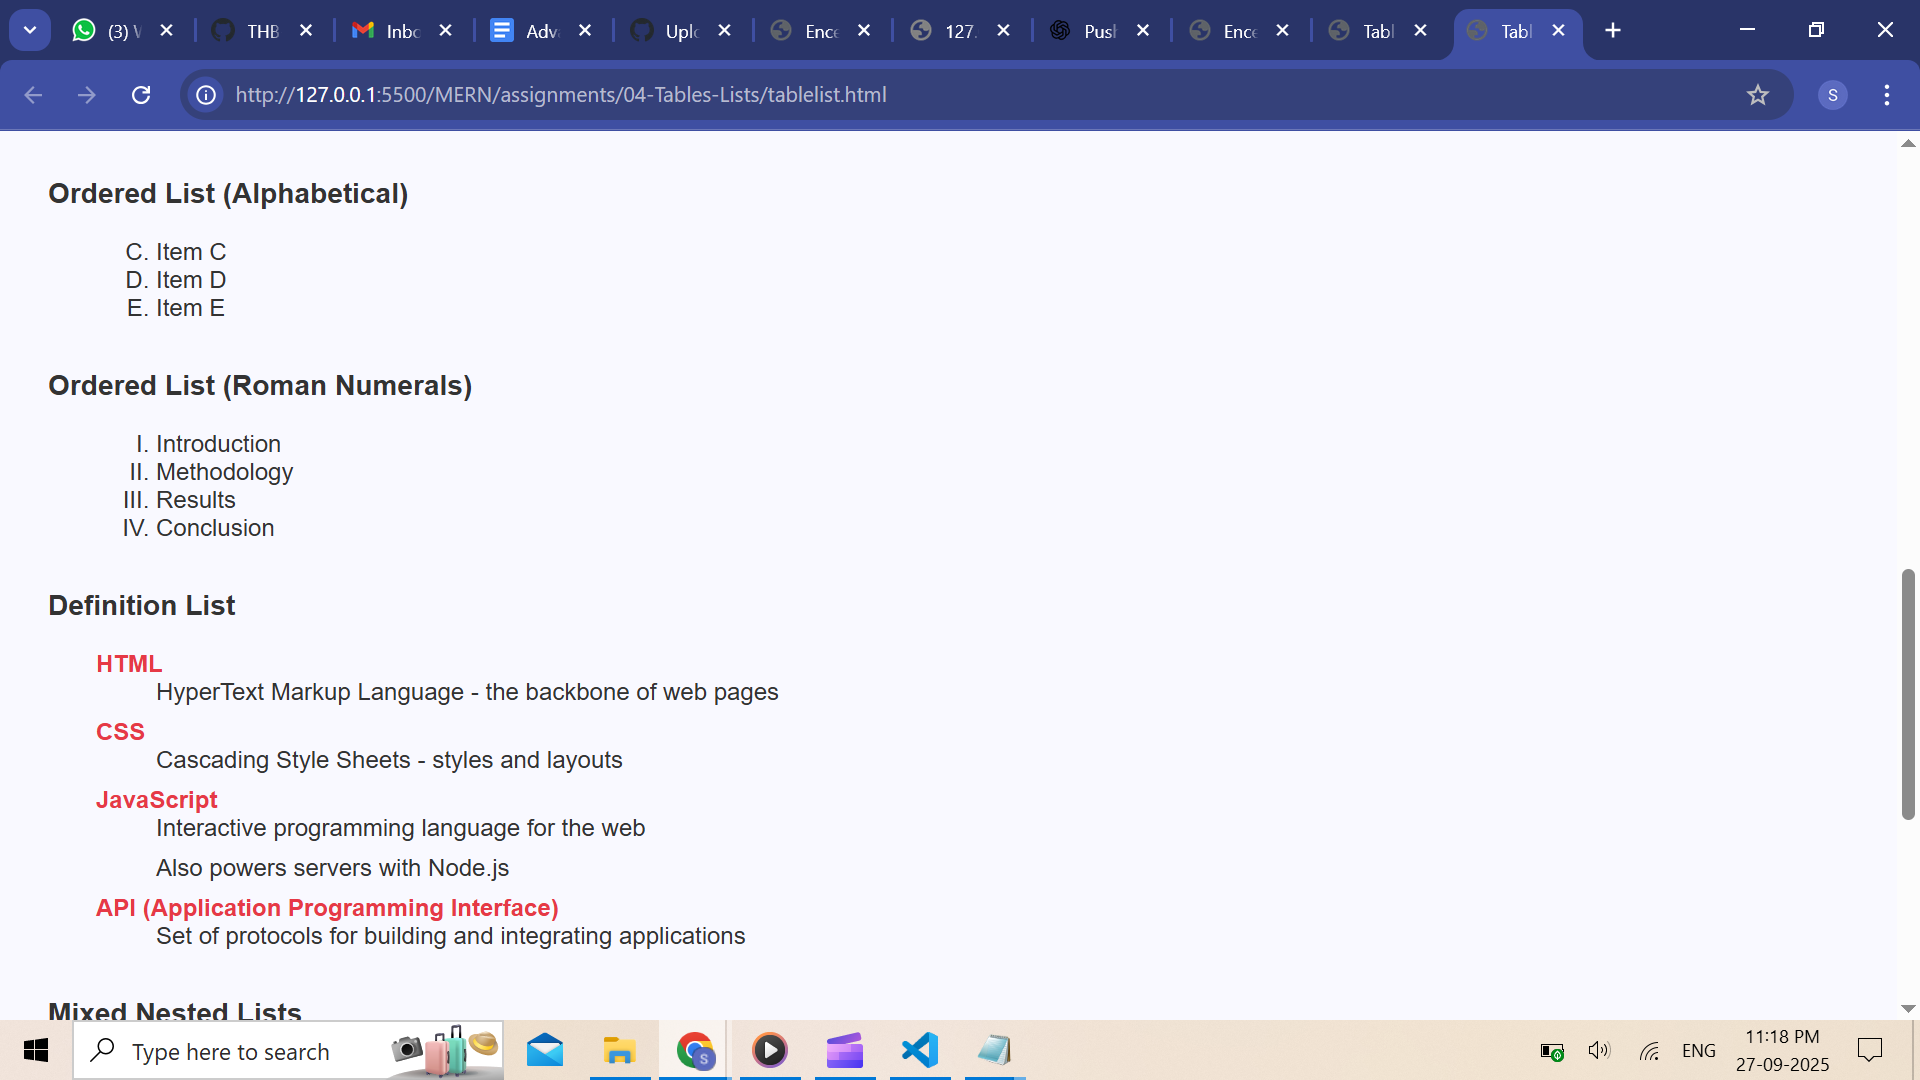 (3) W
THB
Inbo
Adva
Uplo
Ence
127.
Push
Ence
Tabl
Tabl
http://127.0.0.1:5500/MERN/assignments/04-Tables-Lists/tablelist.html
S
Ordered List (Alphabetical)
C. Item C
D. Item D
E. Item E
Ordered List (Roman Numerals)
I. Introduction
II. Methodology
III. Results
IV. Conclusion
Definition List
HTML
HyperText Markup Language - the backbone of web pages
CSS
Cascading Style Sheets - styles and layouts
JavaScript
Interactive programming language for the web
Also powers servers with Node.js
API (Application Programming Interface)
Set of protocols for building and integrating applications
Mixed Nested Lists
Type here to search
S
ENG
11:18 PM
27-09-2025